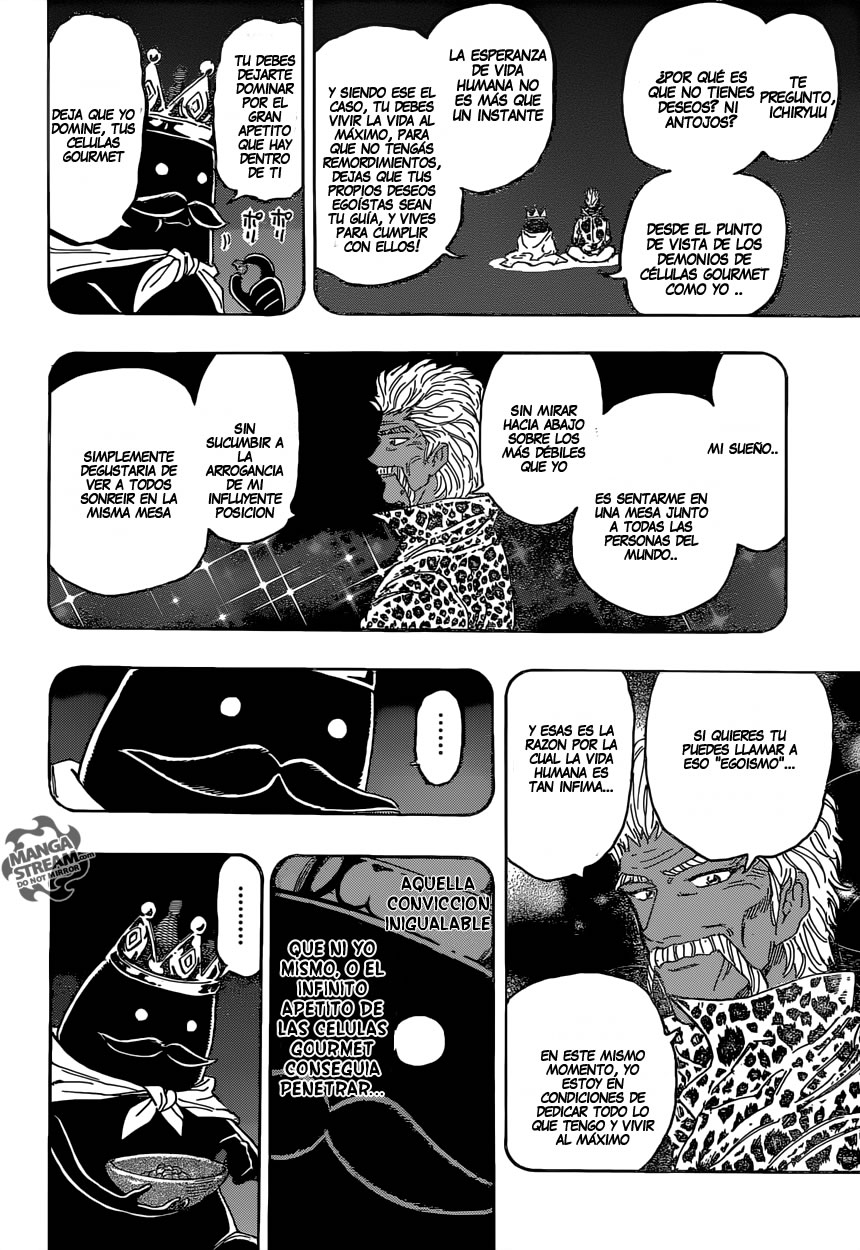 TE
PREGUNTO,
ICHIRYUU
¿POR QUÉ ES
QUE NO TIENES
DESEOS? NI
ANTOJOS?
DESDE EL PUNTO
DE VISTA DE LOS
DEMONIOS DE
CÉLULAS GOURMET
COMO YO ..
LA ESPERANZA
DE VIDA
HUMANA NO
ES MÁS QUE
UN INSTANTE
Y SIENDO ESE EL
CASO, TU DEBES
VIVIR LA VIDA AL
MÁXIMO, PARA
QUE NO TENGÁS
REMORDIMIENTOS,
DEJAS QUE TUS
PROPIOS DESEOS
EGOÍSTAS SEAN
TU GUÍA, Y VIVES
PARA CUMPLIR
CON ELLOS!
TU DEBES
DEJARTE
DOMINAR
POR EL
GRAN
APETITO
QUE HAY
DENTRO
DE TI
DEJA QUE YO
DOMINE, TUS
CELULAS
GOURMET
ポリ
ポリ
MI SUEÑO..
ES SENTARME EN
UNA MESA JUNTO
A TODAS LAS
PERSONAS DEL
MUNDO..
SIN MIRAR
HACIA ABAJO
SOBRE LOS
MÁS DÉBILES
QUE YO
SIN
SUCUMBIR A
LA
ARROGANCIA
DE MI
INFLUYENTE
POSICION
SIMPLEMENTE
DEGUSTARIA DE
VER A TODOS
SONREIR EN LA
MISMA MESA
SI QUIERES TU
PUEDES LLAMAR A
ESO "EGOISMO"...
Y ESAS ES LA
RAZON POR LA
CUAL LA VIDA
HUMANA ES
TAN INFIMA...
EN ESTE MISMO
MOMENTO, YO
ESTOY EN
CONDICIONES DE
DEDICAR TODO LO
QUE TENGO Y VIVIR
AL MÁXIMO
......
AQUELLA
CONVICCION
INIGUALABLE
QUE NI YO
MISMO, O EL
INFINITO
APETITO DE
LAS CELULAS
GOURMET
CONSEGUIA
PENETRAR...
........
MANGA
STREAM.com
DO NOT MIRROR!